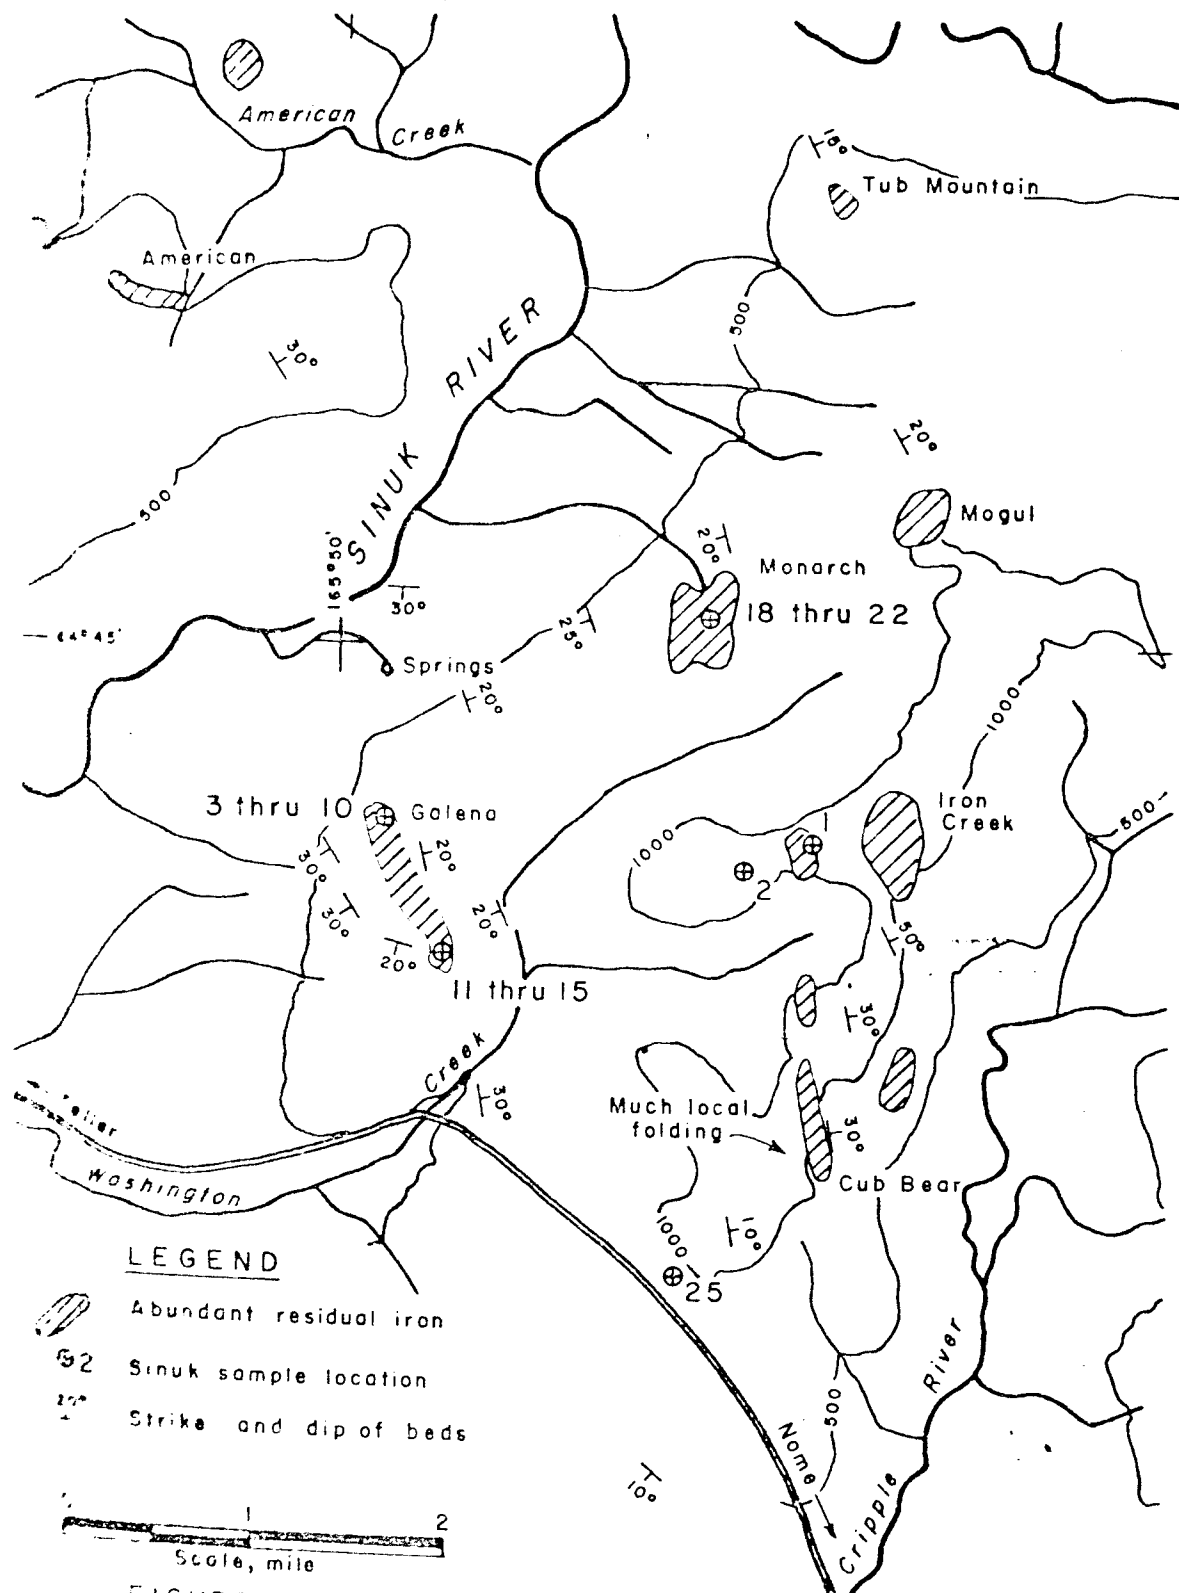 American
Creek
18°
Tub Mountain
American
30°
RIVER
500
20°
SINUK
500
Mogul
20°
Monarch
165°50'
30°
18 thru 22
64°45'
25°
Springs
20°
1000
3 thru 10
Galena
Iron
Creek
500
1
1000
20°
30°
2
30°
20°
50°
20°
11 thru 15
30°
Creek
30°
Much local
folding
30°
Teller
Cub Bear
Washington
1000
10°
25
LEGEND
Abundant residual iron
2
Sinuk sample location
20°
Strike and dip of beds
River
500
Nome
10°
Cripple
1
2
Scale, mile